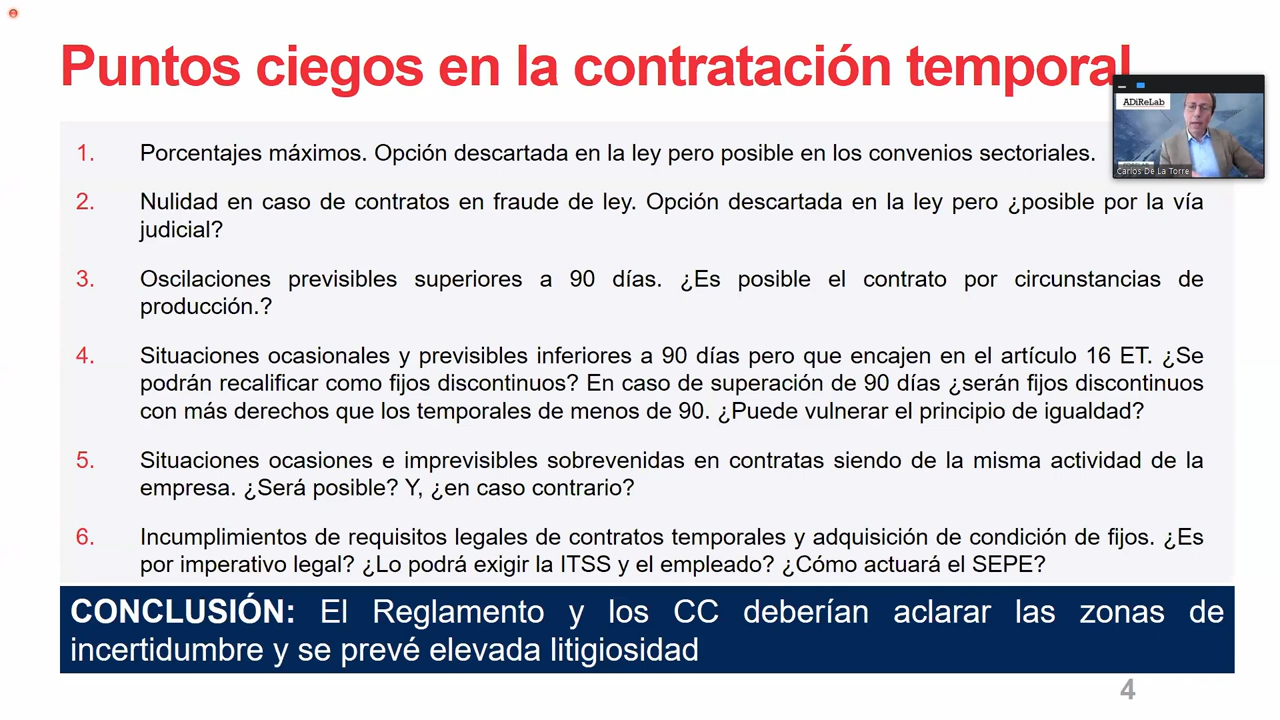 Puntos ciegos en la contratación temporal
ADiReLab
Carlos De La Torre
1. Porcentajes máximos. Opción descartada en la ley pero posible en los convenios sectoriales.
2. Nulidad en caso de contratos en fraude de ley. Opción descartada en la ley pero ¿posible por la vía
judicial?
3. Oscilaciones previsibles superiores a 90 días. ¿Es posible el contrato por circunstancias de
producción.?
4. Situaciones ocasionales y previsibles inferiores a 90 días pero que encajen en el artículo 16 ET. ¿Se
podrán recalificar como fijos discontinuos? En caso de superación de 90 días ¿serán fijos discontinuos
con más derechos que los temporales de menos de 90. ¿Puede vulnerar el principio de igualdad?
5. Situaciones ocasiones e imprevisibles sobrevenidas en contratas siendo de la misma actividad de la
empresa. ¿Será posible? Y, ¿en caso contrario?
6. Incumplimientos de requisitos legales de contratos temporales y adquisición de condición de fijos. ¿Es
por imperativo legal? ¿Lo podrá exigir la ITSS y el empleado? ¿Cómo actuará el SEPE?
CONCLUSIÓN: El Reglamento y los CC deberían aclarar las zonas de
incertidumbre y se prevé elevada litigiosidad
4